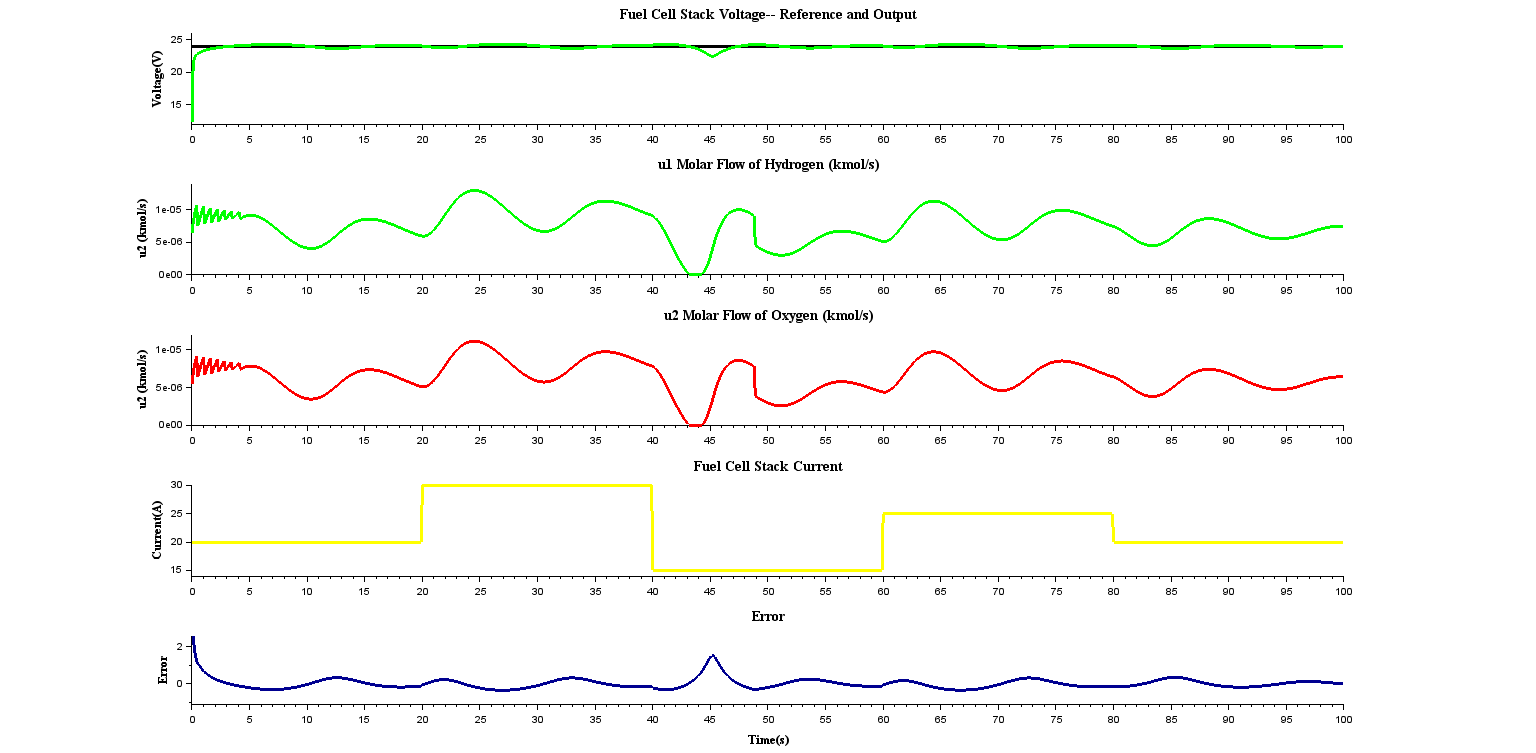 Fuel Cell Stack Voltage-- Reference and Output
Voltage(V)
25
20
15
0 5 10 15 20 25 30 35 40 45 50 55 60 65 70 75 80 85 90 95 100
u1 Molar Flow of Hydrogen (kmol/s)
u2 (kmol/s)
1e-05
5e-06
0e00
0 5 10 15 20 25 30 35 40 45 50 55 60 65 70 75 80 85 90 95 100
u2 Molar Flow of Oxygen (kmol/s)
u2 (kmol/s)
1e-05
5e-06
0e00
0 5 10 15 20 25 30 35 40 45 50 55 60 65 70 75 80 85 90 95 100
Fuel Cell Stack Current
Current(A)
30
25
20
15
0 5 10 15 20 25 30 35 40 45 50 55 60 65 70 75 80 85 90 95 100
Error
Error
2
0
0 5 10 15 20 25 30 35 40 45 50 55 60 65 70 75 80 85 90 95 100
Time(s)